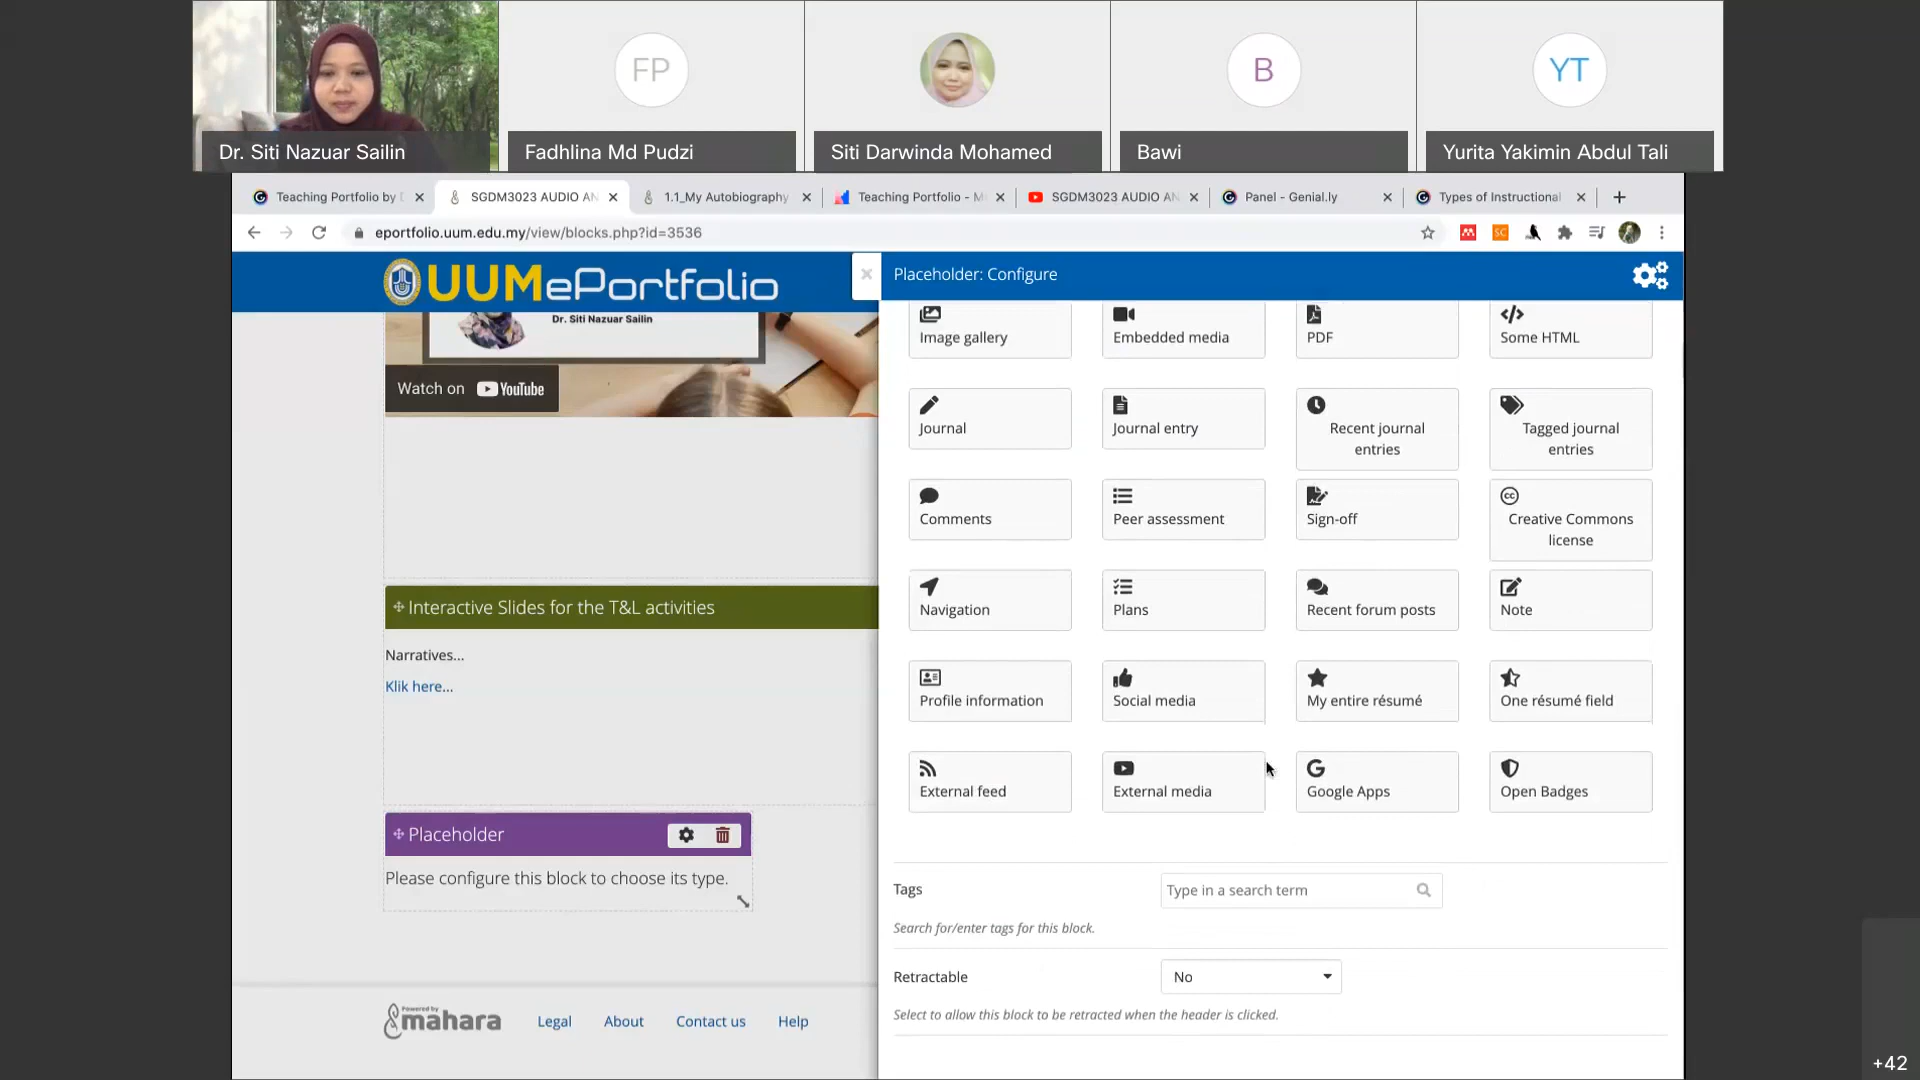 FP
B
YT
Dr. Siti Nazuar Sailin
Fadhlina Md Pudzi
Siti Darwinda Mohamed
Bawi
Yurita Yakimin Abdul Tali
Teaching Portfolio by
SGDM3023 AUDIO AN
1.1_My Autobiography
Teaching Portfolio - M
SGDM3023 AUDIO AN
Panel - Genial.ly
Types of Instructional
eportfolio.uum.edu.my/view/blocks.php?id=3536
SC
UUMePortfolio
Placeholder: Configure
Dr. Siti Nazuar Sailin
Watch on YouTube
Image gallery
Embedded media
PDF
Some HTML
Journal
Journal entry
Recent journal
entries
Tagged journal
entries
Comments
Peer assessment
Sign-off
Creative Commons
license
Interactive Slides for the T&L activities
Narratives...
Klik here...
Navigation
Plans
Recent forum posts
Note
Profile information
Social media
My entire résumé
One résumé field
External feed
External media
Google Apps
Open Badges
Placeholder
Please configure this block to choose its type.
Tags
Type in a search term
Search for/enter tags for this block.
Retractable
No
Select to allow this block to be retracted when the header is clicked.
Powered by
mahara
Legal
About
Contact us
Help
+42